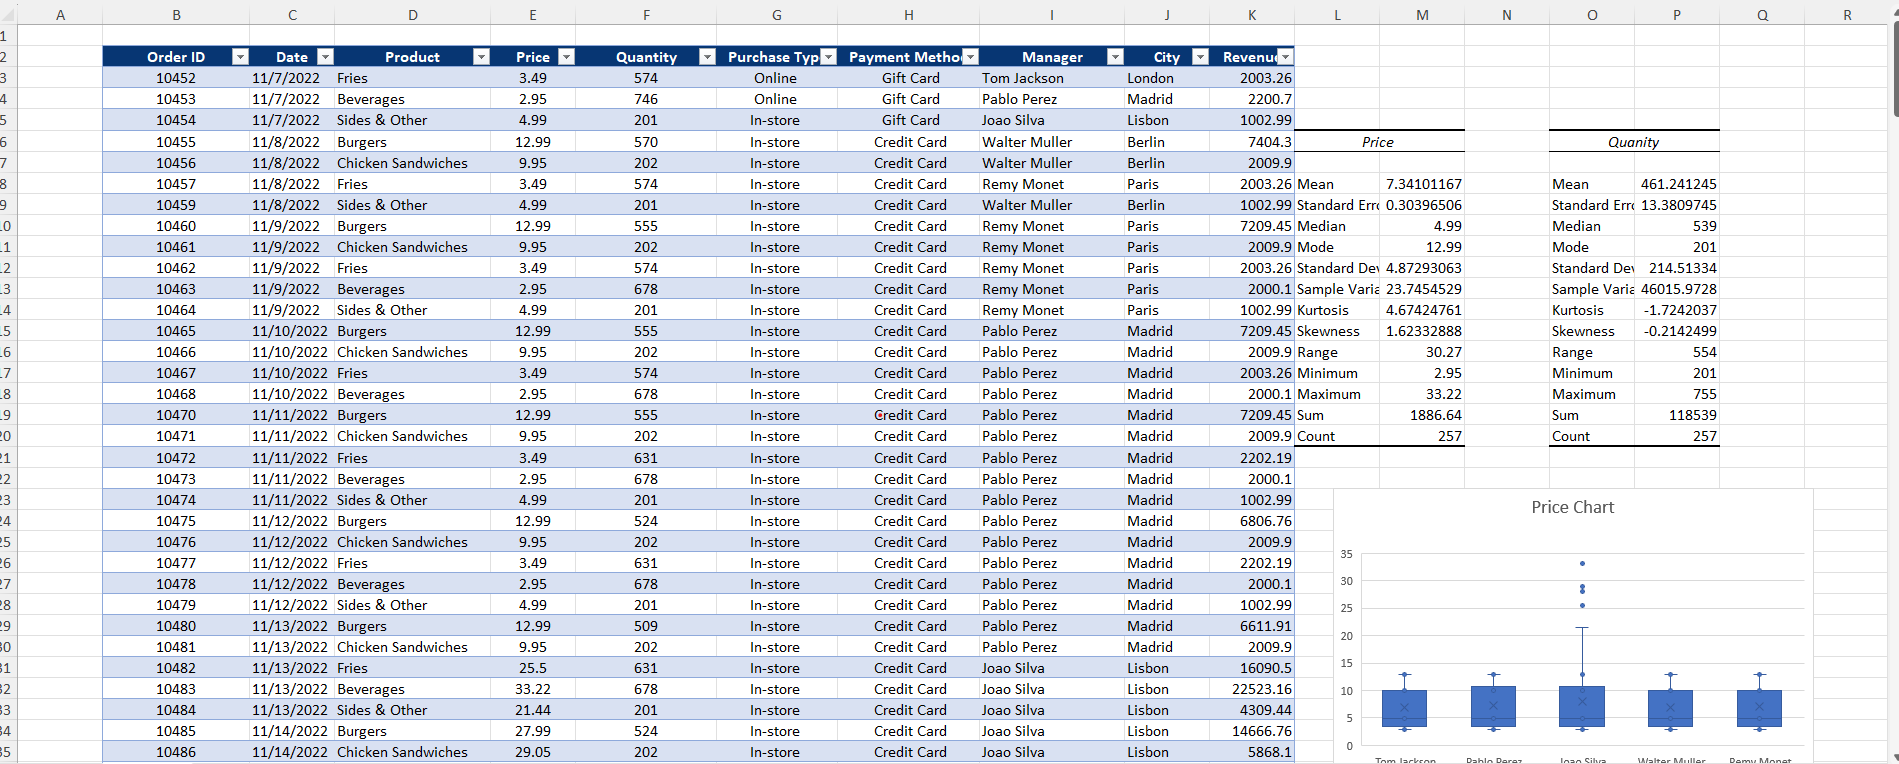 A B C D E F G H I J K L M N O P Q R
1
2 Order ID Date Product Price Quantity Purchase Typ Payment Metho Manager City Revenu
3 10452 11/7/2022 Fries 3.49 574 Online Gift Card Tom Jackson London 2003.26
4 10453 11/7/2022 Beverages 2.95 746 Online Gift Card Pablo Perez Madrid 2200.7
5 10454 11/7/2022 Sides & Other 4.99 201 In-store Gift Card Joao Silva Lisbon 1002.99
6 10455 11/8/2022 Burgers 12.99 570 In-store Credit Card Walter Muller Berlin 7404.3 Price Quanity
7 10456 11/8/2022 Chicken Sandwiches 9.95 202 In-store Credit Card Walter Muller Berlin 2009.9
8 10457 11/8/2022 Fries 3.49 574 In-store Credit Card Remy Monet Paris 2003.26 Mean 7.34101167 Mean 461.241245
9 10459 11/8/2022 Sides & Other 4.99 201 In-store Credit Card Walter Muller Berlin 1002.99 Standard Erro 0.30396506 Standard Erro 13.3809745
0 10460 11/9/2022 Burgers 12.99 555 In-store Credit Card Remy Monet Paris 7209.45 Median 4.99 Median 539
1 10461 11/9/2022 Chicken Sandwiches 9.95 202 In-store Credit Card Remy Monet Paris 2009.9 Mode 12.99 Mode 201
2 10462 11/9/2022 Fries 3.49 574 In-store Credit Card Remy Monet Paris 2003.26 Standard Dev 4.87293063 Standard Dev 214.51334
3 10463 11/9/2022 Beverages 2.95 678 In-store Credit Card Remy Monet Paris 2000.1 Sample Varia 23.7454529 Sample Varia 46015.9728
4 10464 11/9/2022 Sides & Other 4.99 201 In-store Credit Card Remy Monet Paris 1002.99 Kurtosis 4.67424761 Kurtosis -1.7242037
5 10465 11/10/2022 Burgers 12.99 555 In-store Credit Card Pablo Perez Madrid 7209.45 Skewness 1.62332888 Skewness -0.2142499
6 10466 11/10/2022 Chicken Sandwiches 9.95 202 In-store Credit Card Pablo Perez Madrid 2009.9 Range 30.27 Range 554
7 10467 11/10/2022 Fries 3.49 574 In-store Credit Card Pablo Perez Madrid 2003.26 Minimum 2.95 Minimum 201
8 10468 11/10/2022 Beverages 2.95 678 In-store Credit Card Pablo Perez Madrid 2000.1 Maximum 33.22 Maximum 755
9 10470 11/11/2022 Burgers 12.99 555 In-store Credit Card Pablo Perez Madrid 7209.45 Sum 1886.64 Sum 118539
20 10471 11/11/2022 Chicken Sandwiches 9.95 202 In-store Credit Card Pablo Perez Madrid 2009.9 Count 257 Count 257
21 10472 11/11/2022 Fries 3.49 631 In-store Credit Card Pablo Perez Madrid 2202.19
22 10473 11/11/2022 Beverages 2.95 678 In-store Credit Card Pablo Perez Madrid 2000.1
23 10474 11/11/2022 Sides & Other 4.99 201 In-store Credit Card Pablo Perez Madrid 1002.99
24 10475 11/12/2022 Burgers 12.99 524 In-store Credit Card Pablo Perez Madrid 6806.76
25 10476 11/12/2022 Chicken Sandwiches 9.95 202 In-store Credit Card Pablo Perez Madrid 2009.9
26 10477 11/12/2022 Fries 3.49 631 In-store Credit Card Pablo Perez Madrid 2202.19
27 10478 11/12/2022 Beverages 2.95 678 In-store Credit Card Pablo Perez Madrid 2000.1
28 10479 11/12/2022 Sides & Other 4.99 201 In-store Credit Card Pablo Perez Madrid 1002.99
29 10480 11/13/2022 Burgers 12.99 509 In-store Credit Card Pablo Perez Madrid 6611.91
30 10481 11/13/2022 Chicken Sandwiches 9.95 202 In-store Credit Card Pablo Perez Madrid 2009.9
31 10482 11/13/2022 Fries 25.5 631 In-store Credit Card Joao Silva Lisbon 16090.5
32 10483 11/13/2022 Beverages 33.22 678 In-store Credit Card Joao Silva Lisbon 22523.16
33 10484 11/13/2022 Sides & Other 21.44 201 In-store Credit Card Joao Silva Lisbon 4309.44
34 10485 11/14/2022 Burgers 27.99 524 In-store Credit Card Joao Silva Lisbon 14666.76
35 10486 11/14/2022 Chicken Sandwiches 29.05 202 In-store Credit Card Joao Silva Lisbon 5868.1
Price Chart
35
30
25
20
15
10
5
0
Tom Jackson Pablo Perez Joao Silva Walter Muller Remy Monet